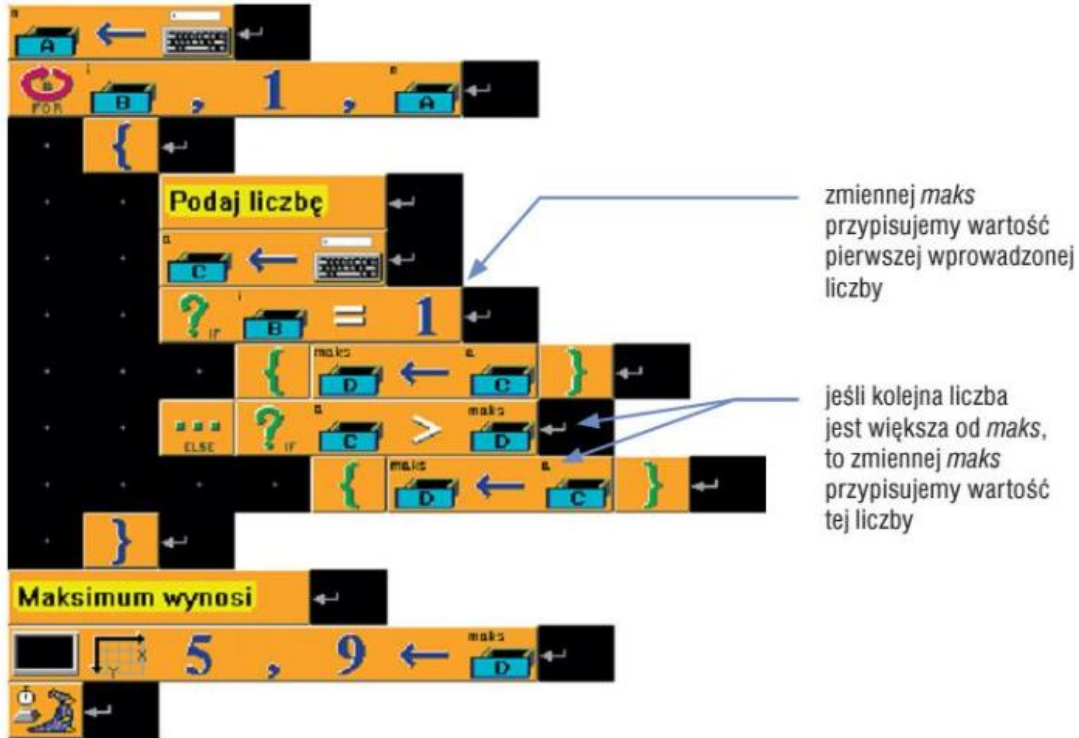 n
A ←
FOR i B , 1 , n A
{
Podaj liczbę
a C ←
? IF i B = 1
{ maks D ← a C }
... ELSE ? IF a C > maks D
{ maks D ← a C }
}
Maksimum wynosi
X Y 5 , 9 ← maks D
zmiennej maks
przypisujemy wartość
pierwszej wprowadzonej
liczby
jeśli kolejna liczba
jest większa od maks,
to zmiennej maks
przypisujemy wartość
tej liczby